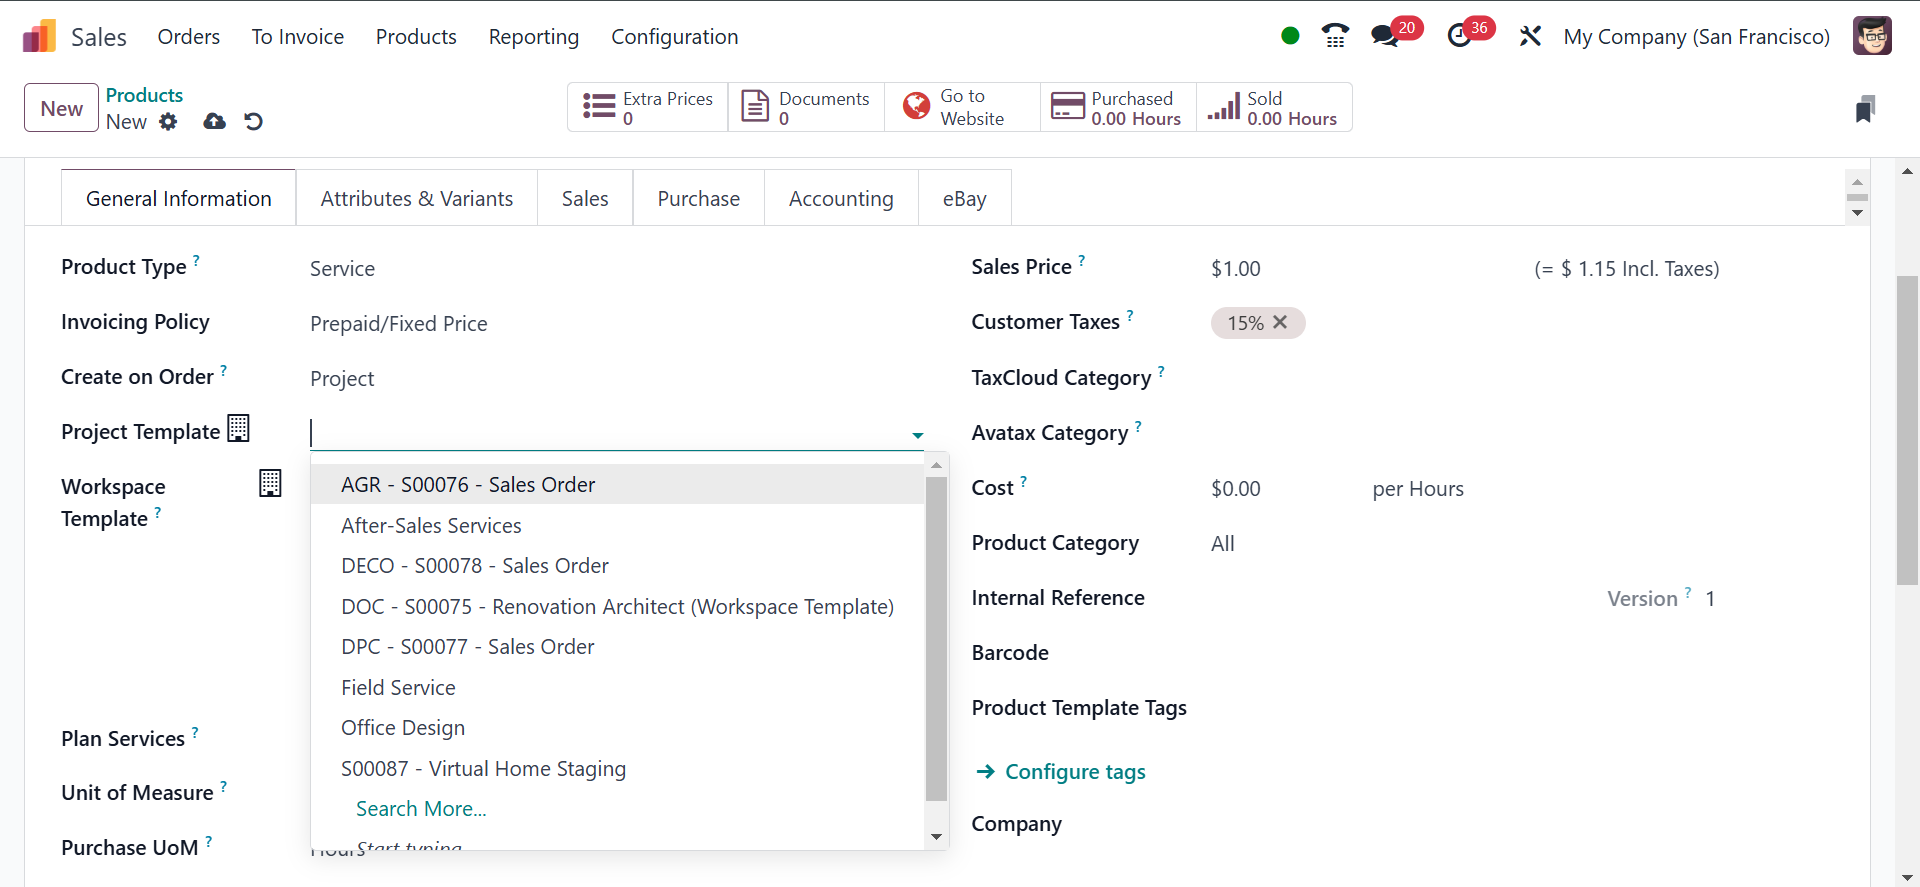 Sales Orders To Invoice Products Reporting Configuration 20 36 My Company (San Francisco)
New Products New Extra Prices 0 Documents 0 Go to Website Purchased 0.00 Hours Sold 0.00 Hours
General Information Attributes & Variants Sales Purchase Accounting eBay
Product Type ? Service
Invoicing Policy Prepaid/Fixed Price
Create on Order ? Project
Project Template
Workspace
Template ?
AGR - S00076 - Sales Order
After-Sales Services
DECO - S00078 - Sales Order
DOC - S00075 - Renovation Architect (Workspace Template)
DPC - S00077 - Sales Order
Field Service
Office Design
S00087 - Virtual Home Staging
Search More...
Start typing
Plan Services ?
Unit of Measure ?
Purchase UoM ? Hours
Sales Price ? $1.00 (= $ 1.15 Incl. Taxes)
Customer Taxes ? 15%
TaxCloud Category ?
Avatax Category ?
Cost ? $0.00 per Hours
Product Category All
Internal Reference Version ? 1
Barcode
Product Template Tags
Configure tags
Company